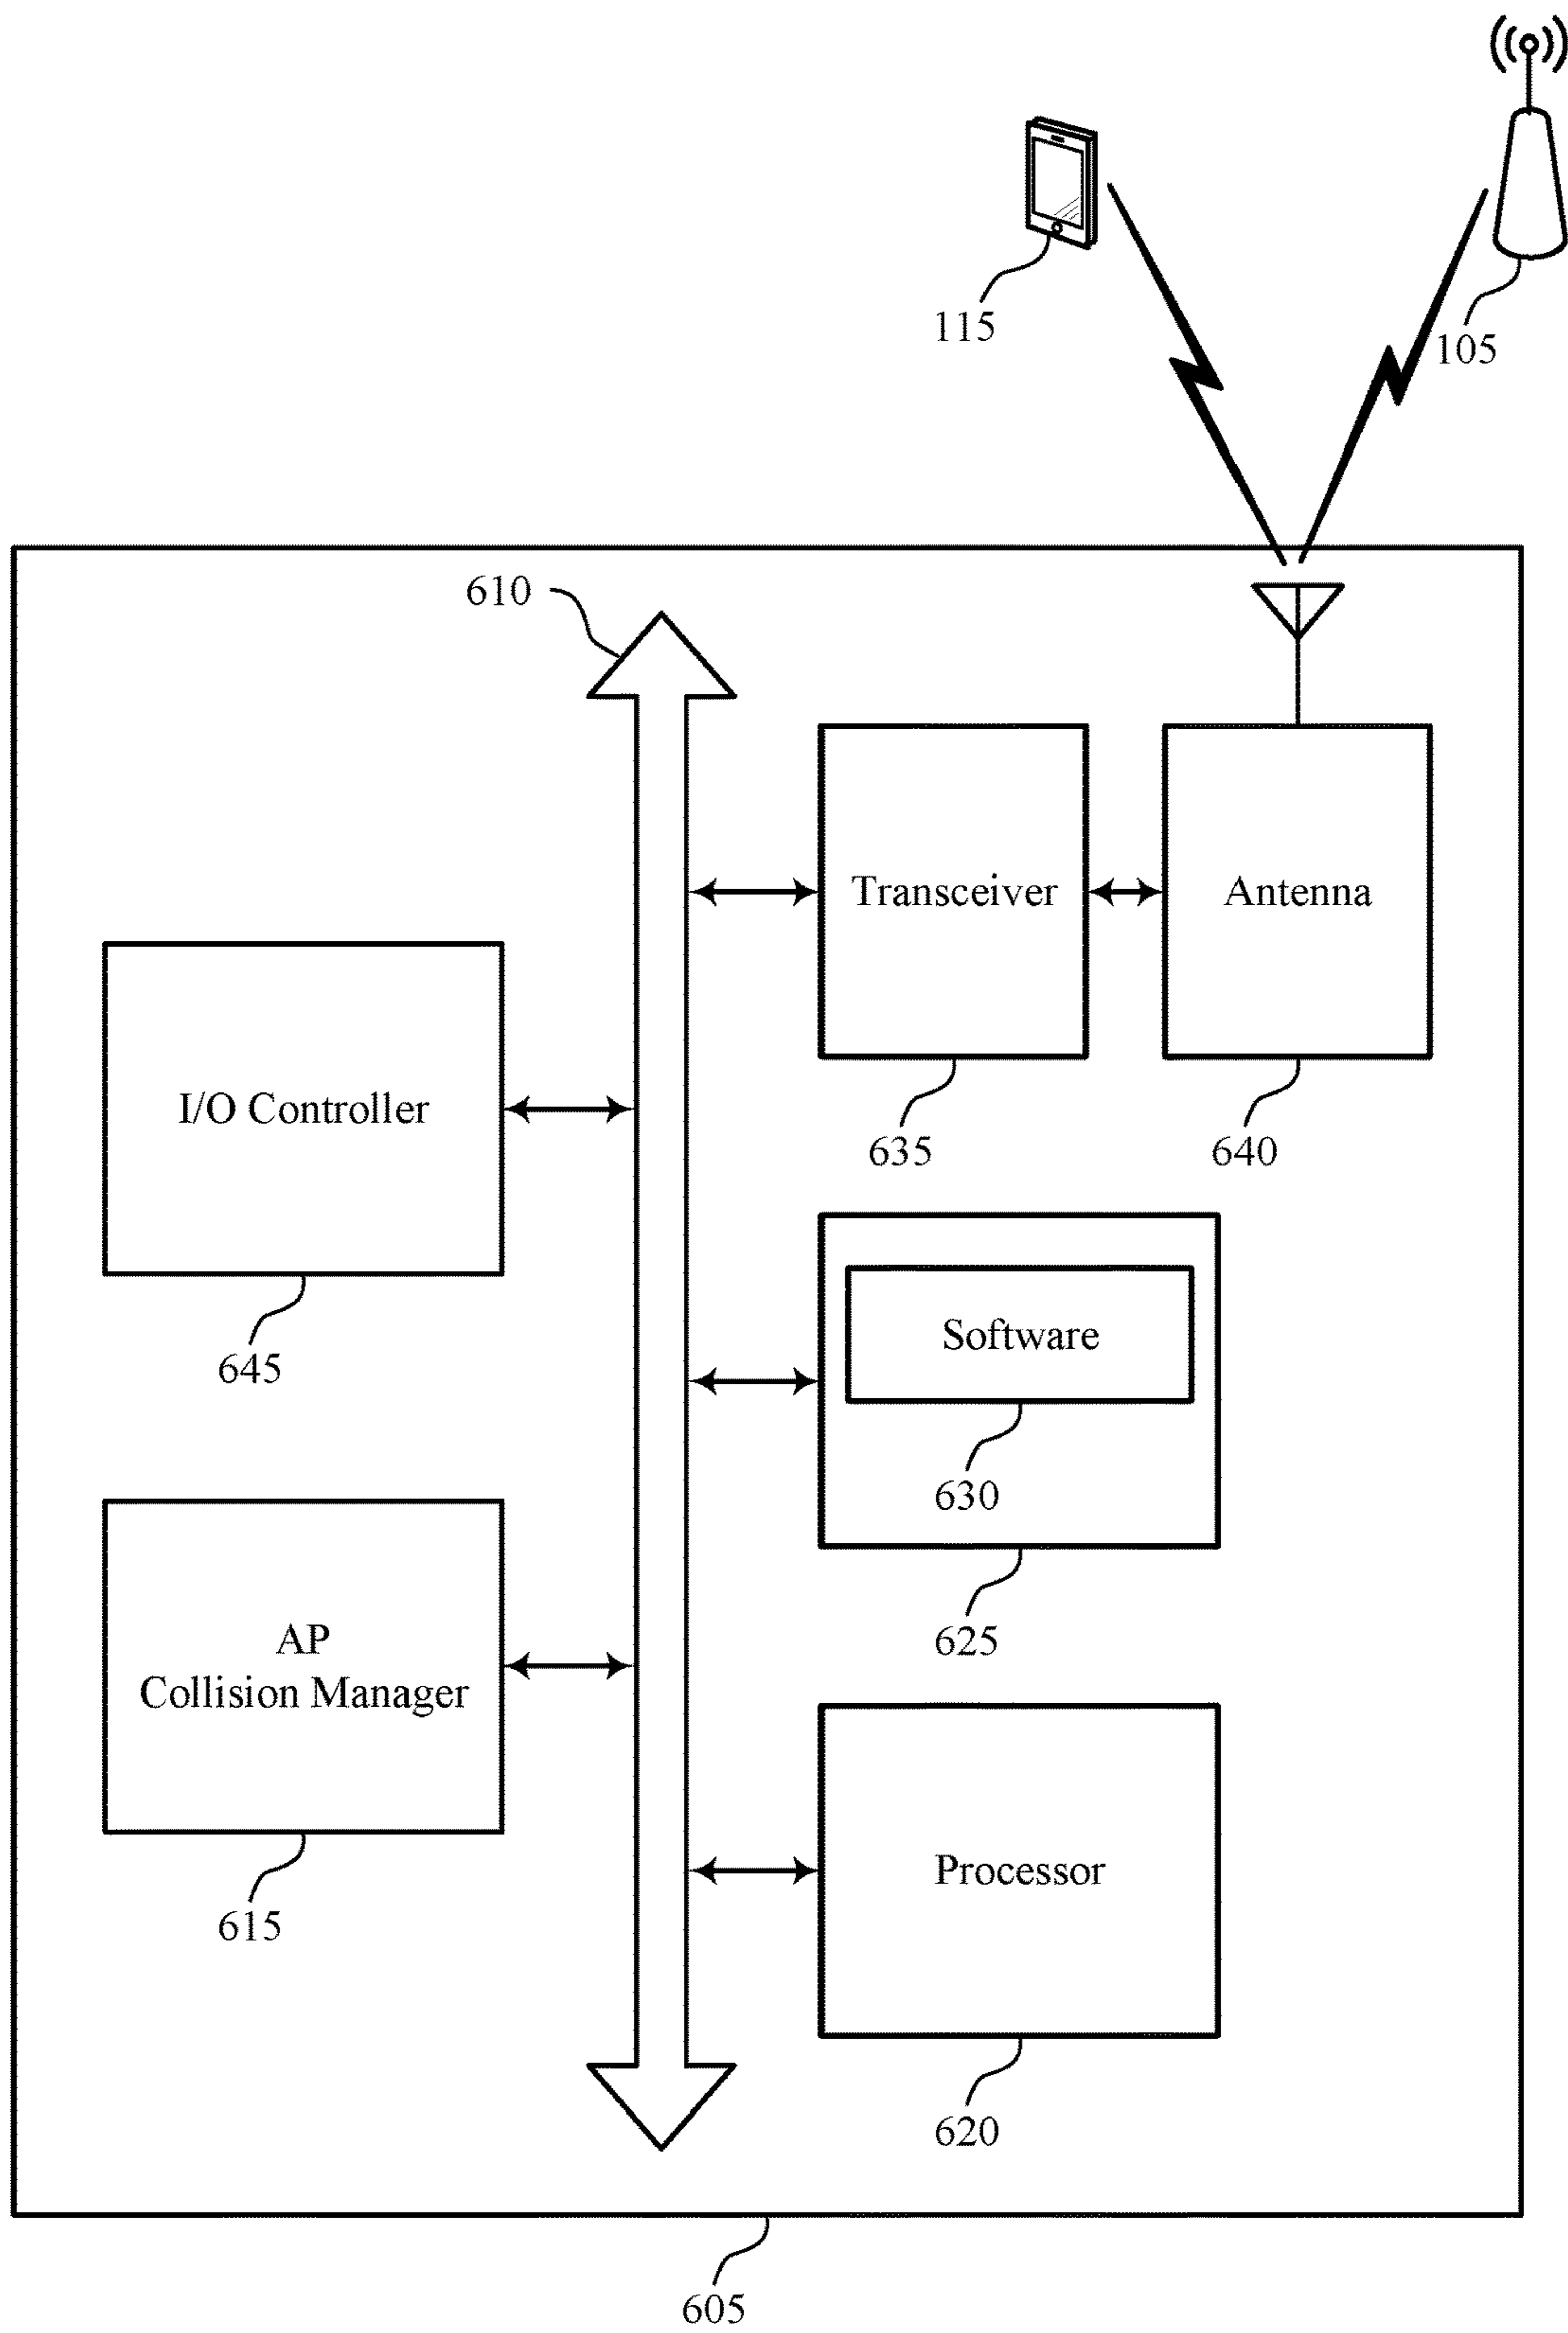 115
105
610
Transceiver
Antenna
I/O Controller
635
640
645
Software
630
AP
Collision Manager
625
Processor
615
620
605